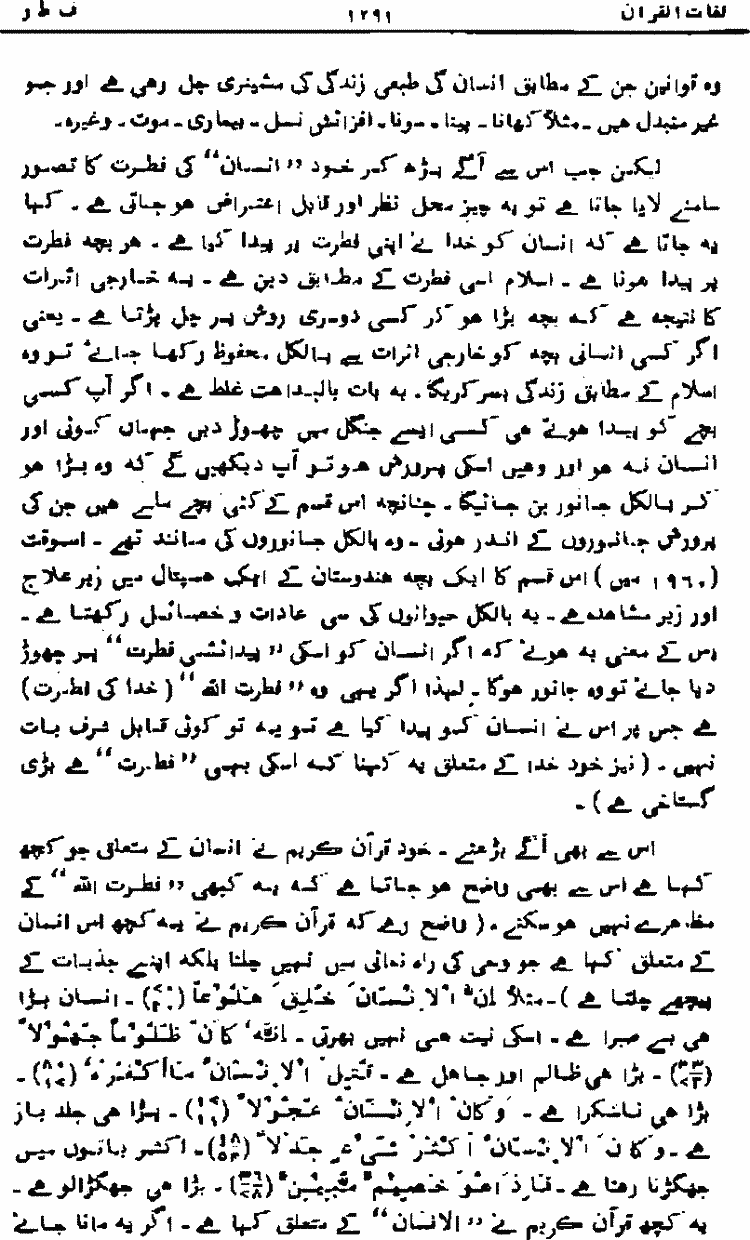 لغات القرآن ۱۲۹۱ ف ط ر
وہ قوانین جن کے مطابق انسان کی طبعی زندگی کی مشینری چل رہی ہے اور جو
غیر متبدل ہیں ۔ مثلاً کھانا ۔ پینا ۔ سونا ۔ افزائش نسل ۔ بیماری ۔ موت ۔ وغیرہ ۔
لیکن جب اس سے آگے بڑھ کر خود ”انسان“ کی فطرت کا تصور
سامنے لایا جاتا ہے تو یہ چیز محل نظر اور قابل اعتراض ہو جاتی ہے ۔ کہا
یہ جاتا ہے کہ انسان کو خدا نے اپنی فطرت پر پیدا کیا ہے ۔ ہر بچہ فطرت
پر پیدا ہوتا ہے ۔ اسلام اسی فطرت کے مطابق دین ہے ۔ یہ خارجی اثرات
کا نتیجہ ہے کہ بچہ بڑا ہو کر کسی دوسری روش پر چل پڑتا ہے ۔ یعنی
اگر کسی انسانی بچہ کو خارجی اثرات سے بالکل محفوظ رکھا جائے تو وہ
اسلام کے مطابق زندگی بسر کریگا ۔ یہ بات بالبداھت غلط ہے ۔ اگر آپ کسی
بچے کو پیدا ہوتے ہی کسی ایسے جنگل میں چھوڑ دیں جہاں کوئی اور
انسان نہ ہو اور وہیں اسکی پرورش ہو تو آپ دیکھیں گے کہ وہ بڑا ہو
کر بالکل جانور بن جائیگا ۔ چنانچہ اس قسم کے کئی بچے ملے ہیں جن کی
پرورش جانوروں کے اندر ہوئی ۔ وہ بالکل جانوروں کی مانند تھے ۔ اسوقت
(۱۹۶۰ میں) اس قسم کا ایک بچہ ہندوستان کے ایک ہسپتال میں زیر علاج
اور زیر مشاہدہ ہے ۔ یہ بالکل حیوانوں کی سی عادات و خصائل رکھتا ہے ۔
اس کے معنی یہ ہوئے کہ اگر انسان کو اسکی ”پیدائشی فطرت“ پر چھوڑ
دیا جائے تو وہ جانور ہوگا ۔ لہذا اگر یہی وہ ”فطرت اللہ“ (خدا کی فطرت)
ہے جس پر اس نے انسان کو پیدا کیا ہے تو یہ تو کوئی قابل شرف بات
نہیں ۔ (نیز خود خدا کے متعلق یہ کہنا کہ اسکی بھی ”فطرت“ ہے بڑی
گستاخی ہے) ۔
اس سے بھی آگے بڑھئے ۔ خود قرآن کریم نے انسان کے متعلق جو کچھ
کہا ہے اس سے بھی واضح ہو جاتا ہے کہ یہ کبھی ”فطرت اللہ“ کے
مظہر نہیں ہو سکتے ۔ (واضح رہے کہ قرآن کریم نے یہ کچھ اس انسان
کے متعلق کہا ہے جو وحی کی راہ نمائی میں نہیں چلتا بلکہ اپنے جذبات کے
پیچھے چلتا ہے) ۔ مثلاً اِنَّ الْاِنْسَانَ خُلِقَ هَلُوْعاً (۷۰/۱۹) ۔ انسان بڑا
ہی بے صبرا ہے ۔ اسکی نیت ہی نہیں بھرتی ۔ اِنَّهٗ كَانَ ظَلُوْماً جَهُوْلاً
(۳۳/۷۲) ۔ بڑا ہی ظالم اور جاہل ہے ۔ قُتِلَ الْاِنْسَانُ مَا اَكْفَرَهٗ (۸۰/۱۷) ۔
بڑا ہی ناشکرا ہے ۔ وَ كَانَ الْاِنْسَانُ عَجُوْلاً (۱۷/۱۱) ۔ بڑا ہی جلد باز
ہے ۔ وَ كَانَ الْاِنْسَانُ اَكْثَرَ شَيْءٍ جَدَلاً (۱۸/۵۴) ۔ اکثر باتوں میں
جھگڑتا رہتا ہے ۔ فَاِذَا هُوَ خَصِيْمٌ مُّبِيْنٌ (۳۶/۷۸) ۔ بڑا ہی جھگڑالو ہے ۔
یہ کچھ قرآن کریم نے ”الانسان“ کے متعلق کہا ہے ۔ اگر یہ مانا جائے